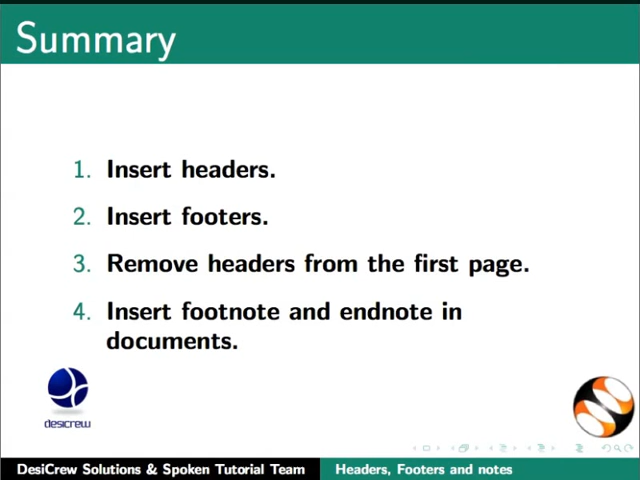 Summary
1. Insert headers.
2. Insert footers.
3. Remove headers from the first page.
4. Insert footnote and endnote in
documents.
desicrew
DesiCrew Solutions & Spoken Tutorial Team
Headers, Footers and notes